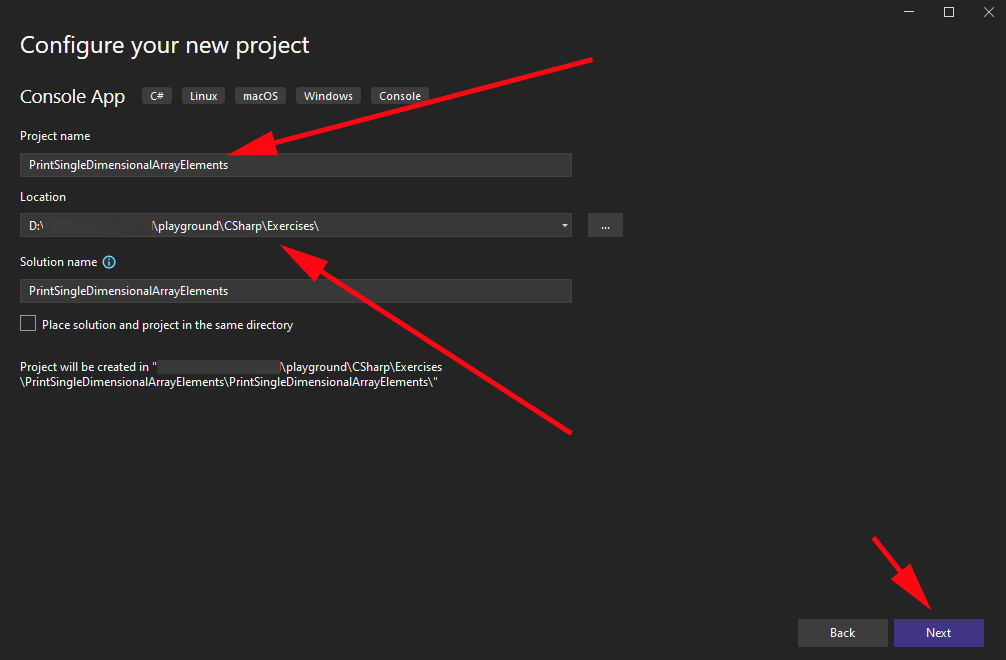 Configure your new project
Console App C# Linux macOS Windows Console
Project name
PrintSingleDimensionalArrayElements
Location
D:\ \playground\CSharp\Exercises\ ...
Solution name
PrintSingleDimensionalArrayElements
Place solution and project in the same directory
Project will be created in " \playground\CSharp\Exercises
\PrintSingleDimensionalArrayElements\PrintSingleDimensionalArrayElements\"
Back Next